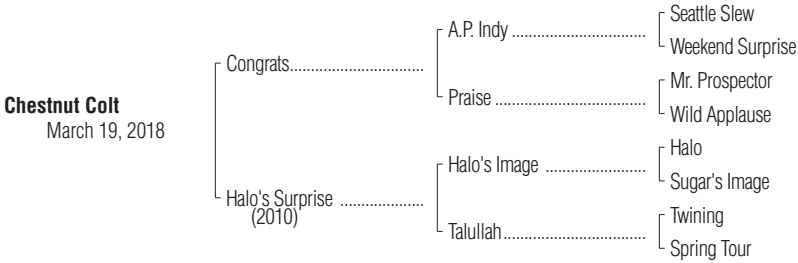 Chestnut Colt
March 19, 2018
Congrats..............................
Halo's Surprise ...................
(2010)
A.P. Indy ..............................
Praise ..................................
Halo's Image .......................
Talullah................................
Seattle Slew
Weekend Surprise
Mr. Prospector
Wild Applause
Halo
Sugar's Image
Twining
Spring Tour